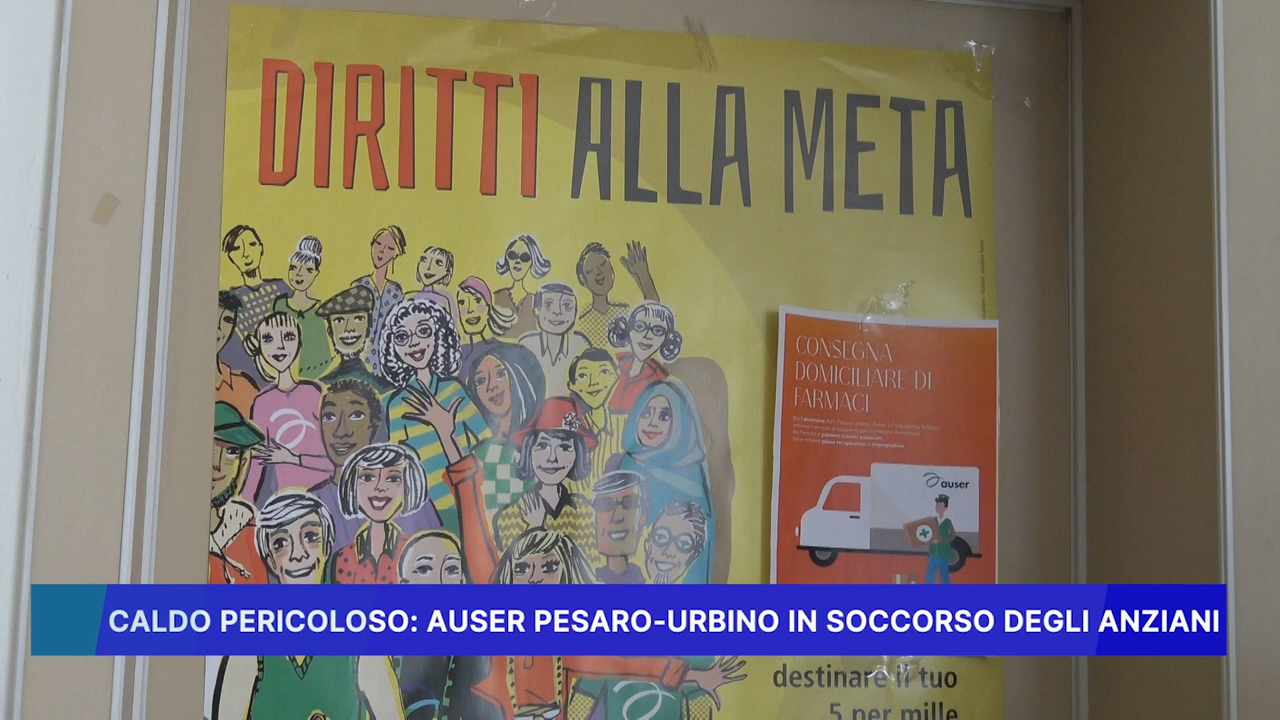 DIRITTI ALLA META
CONSEGNA
DOMICILIARE DI
FARMACI
auser
CALDO PERICOLOSO: AUSER PESARO-URBINO IN SOCCORSO DEGLI ANZIANI
destinare il tuo
5 per mille